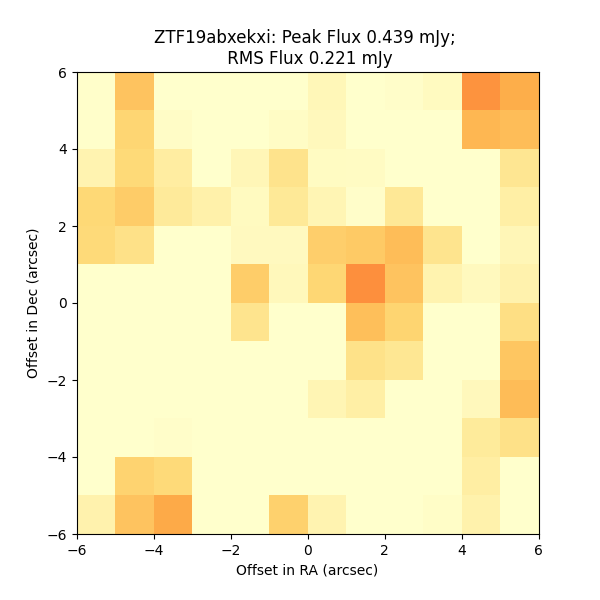 ZTF19abxekxi: Peak Flux 0.439 mJy;
RMS Flux 0.221 mJy
6
4
2
0
−2
−4
−6
Offset in Dec (arcsec)
−6 −4 −2 0 2 4 6
Offset in RA (arcsec)